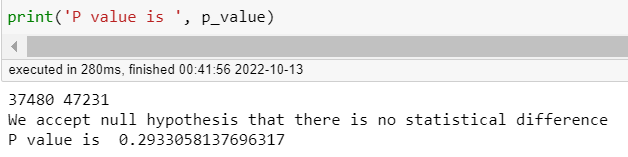 print('P value is ', p_value)
executed in 280ms, finished 00:41:56 2022-10-13
37480 47231
We accept null hypothesis that there is no statistical difference
P value is  0.2933058137696317